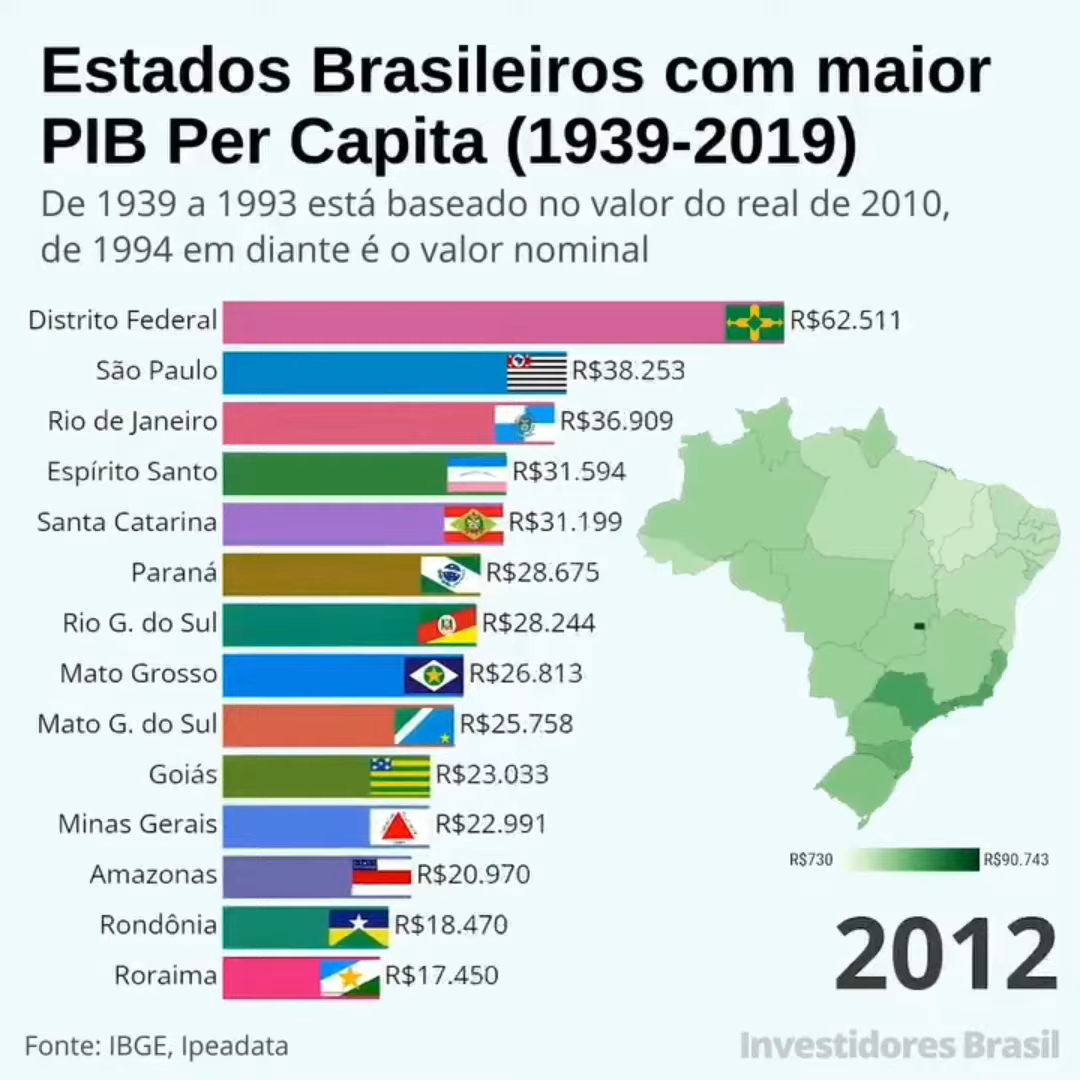 Estados Brasileiros com maior
PIB Per Capita (1939-2019)
De 1939 a 1993 está baseado no valor do real de 2010,
de 1994 em diante é o valor nominal
Distrito Federal R$62.511
São Paulo R$38.253
Rio de Janeiro R$36.909
Espírito Santo R$31.594
Santa Catarina R$31.199
Paraná R$28.675
Rio G. do Sul R$28.244
Mato Grosso R$26.813
Mato G. do Sul R$25.758
Goiás R$23.033
Minas Gerais R$22.991
Amazonas R$20.970
Rondônia R$18.470
Roraima R$17.450
R$730 R$90.743
2012
Fonte: IBGE, Ipeadata
Investidores Brasil